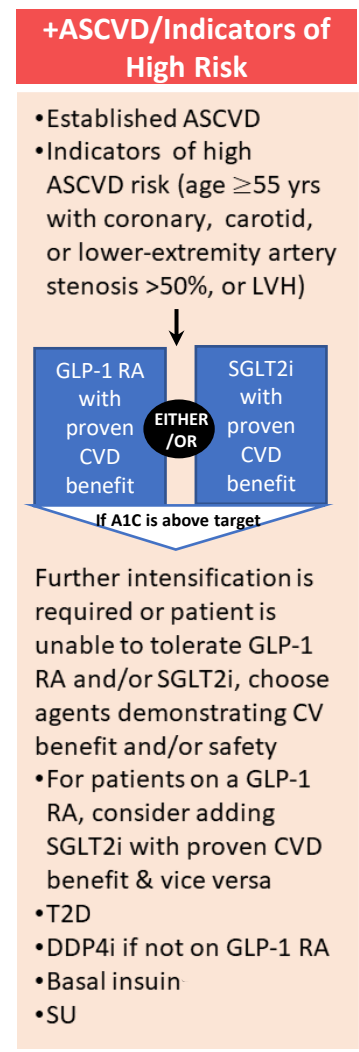 +ASCVD/Indicators of
High Risk
•Established ASCVD
•Indicators of high
ASCVD risk (age ≥55 yrs
with coronary, carotid,
or lower-extremity artery
stenosis >50%, or LVH)
GLP-1 RA
with
proven
CVD
benefit
EITHER
/OR
SGLT2i
with
proven
CVD
benefit
If A1C is above target
Further intensification is
required or patient is
unable to tolerate GLP-1
RA and/or SGLT2i, choose
agents demonstrating CV
benefit and/or safety
•For patients on a GLP-1
RA, consider adding
SGLT2i with proven CVD
benefit & vice versa
•T2D
•DDP4i if not on GLP-1 RA
•Basal insuin
•SU